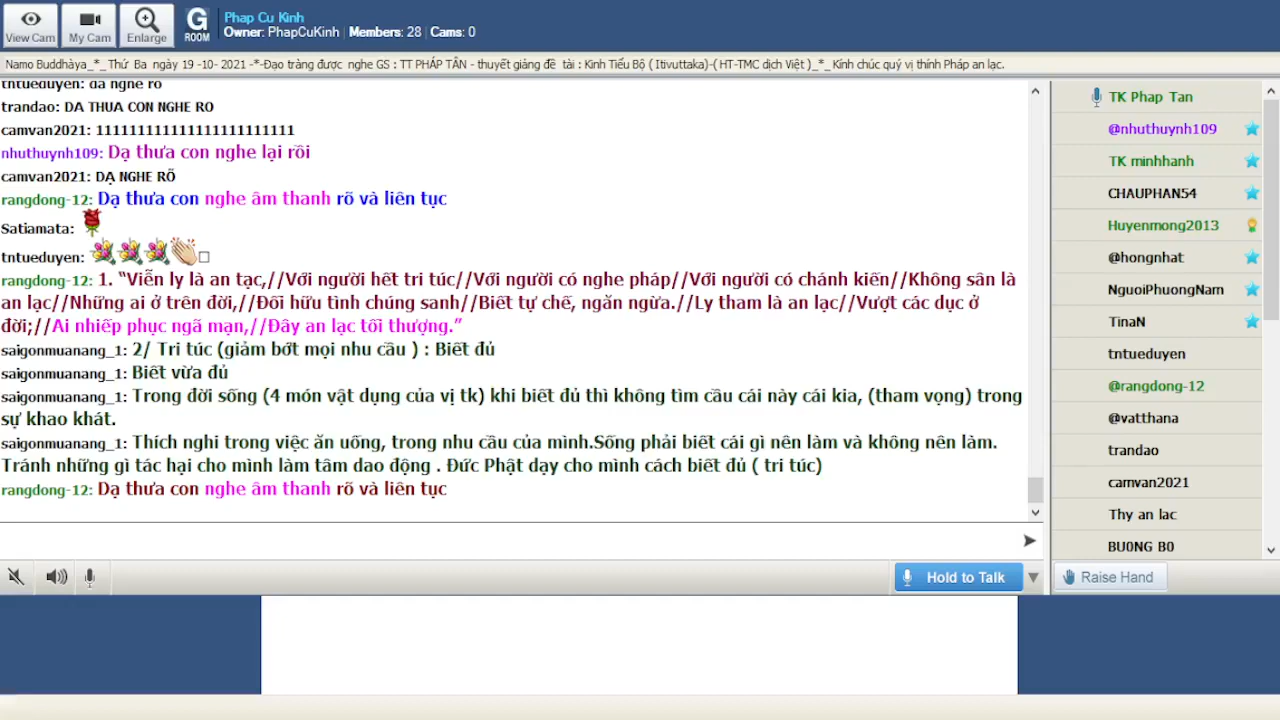 View Cam
My Cam
Enlarge
G
ROOM
Phap Cu Kinh
Owner: PhapCuKinh | Members: 28 | Cams: 0
Namo Buddhàya_*_ Thứ Ba ngày 19 -10- 2021 -*-Đạo tràng được nghe GS : TT PHÁP TÂN - thuyết giảng đề tài : Kinh Tiểu Bộ ( Itivuttaka)-( HT-TMC dịch Việt )_*_ Kính chúc quý vị thính Pháp an lạc.
tntueduyen: da nghe ro
trandao: DA THUA CON NGHE RO
camvan2021: 111111111111111111111111
nhuthuynh109: Dạ thưa con nghe lại rồi
camvan2021: DẠ NGHE RÕ
rangdong-12: Dạ thưa con nghe âm thanh rõ và liên tục
Satiamata:
tntueduyen:
rangdong-12: 1. “Viễn ly là an tạc,//Với người hết tri túc//Với người có nghe pháp//Với người có chánh kiến//Không sân là
an lạc//Những ai ở trên đời,//Đối hữu tình chúng sanh//Biết tự chế, ngăn ngừa.//Ly tham là an lạc//Vượt các dục ở
đời;//Ai nhiếp phục ngã mạn,//Đây an lạc tối thượng.”
saigonmuanang_1: 2/ Tri túc (giảm bớt mọi nhu cầu ) : Biết đủ
saigonmuanang_1: Biết vừa đủ
saigonmuanang_1: Trong đời sống (4 món vật dụng của vị tk) khi biết đủ thì không tìm cầu cái này cái kia, (tham vọng) trong
sự khao khát.
saigonmuanang_1: Thích nghi trong việc ăn uống, trong nhu cầu của mình.Sống phải biết cái gì nên làm và không nên làm.
Tránh những gì tác hại cho mình làm tâm dao động . Đức Phật dạy cho mình cách biết đủ ( tri túc)
rangdong-12: Dạ thưa con nghe âm thanh rõ và liên tục
Hold to Talk
TK Phap Tan
@nhuthuynh109
TK minhhanh
CHAUPHAN54
Huyenmong2013
@hongnhat
NguoiPhuongNam
TinaN
tntueduyen
@rangdong-12
@vatthana
trandao
camvan2021
Thy an lac
BU0NG B0
Raise Hand